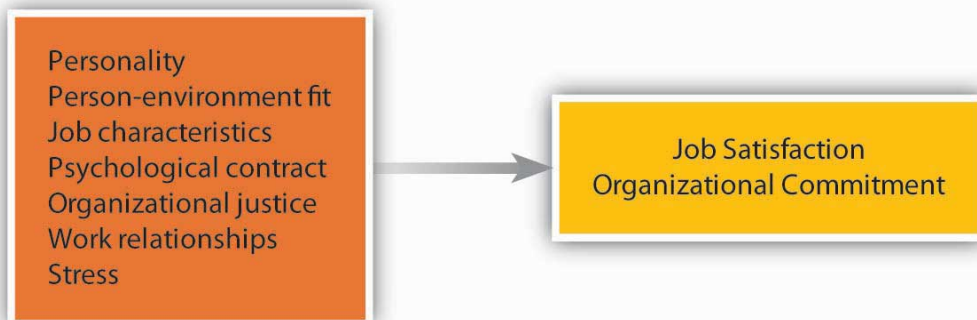 Personality
Person-environment fit
Job characteristics
Psychological contract
Organizational justice
Work relationships
Stress
Job Satisfaction
Organizational Commitment